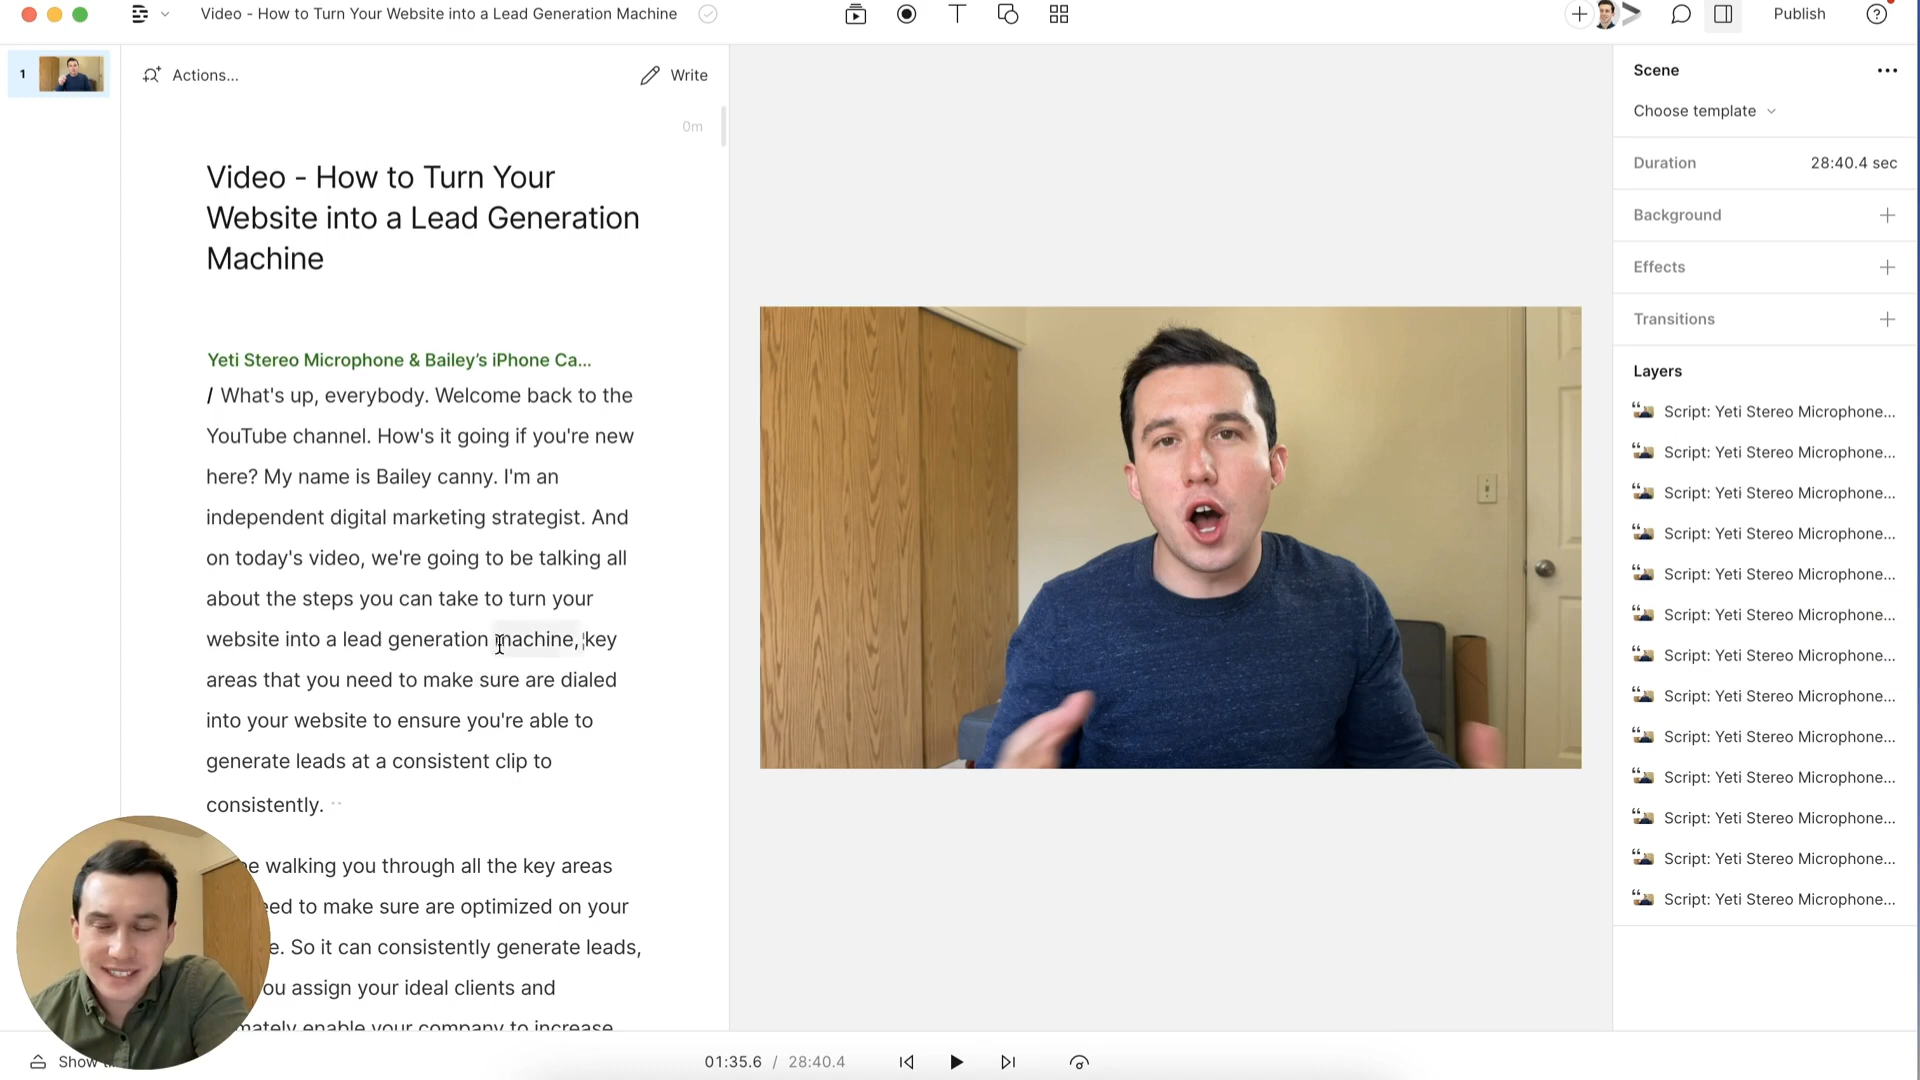 Video - How to Turn Your Website into a Lead Generation Machine
Publish
1
Actions...
Write
0m
Video - How to Turn Your
Website into a Lead Generation
Machine
Yeti Stereo Microphone & Bailey's iPhone Ca...
/ What's up, everybody. Welcome back to the
YouTube channel. How's it going if you're new
here? My name is Bailey canny. I'm an
independent digital marketing strategist. And
on today's video, we're going to be talking all
about the steps you can take to turn your
website into a lead generation machine, key
areas that you need to make sure are dialed
into your website to ensure you're able to
generate leads at a consistent clip to
consistently.
walking you through all the key areas
to make sure are optimized on your
So it can consistently generate leads,
assign your ideal clients and
enable your company to increase
Scene
Choose template
Duration 28:40.4 sec
Background
Effects
Transitions
Layers
Script: Yeti Stereo Microphone...
Script: Yeti Stereo Microphone...
Script: Yeti Stereo Microphone...
Script: Yeti Stereo Microphone...
Script: Yeti Stereo Microphone...
Script: Yeti Stereo Microphone...
Script: Yeti Stereo Microphone...
Script: Yeti Stereo Microphone...
Script: Yeti Stereo Microphone...
Script: Yeti Stereo Microphone...
Script: Yeti Stereo Microphone...
Script: Yeti Stereo Microphone...
Script: Yeti Stereo Microphone...
Show
01:35.6 / 28:40.4